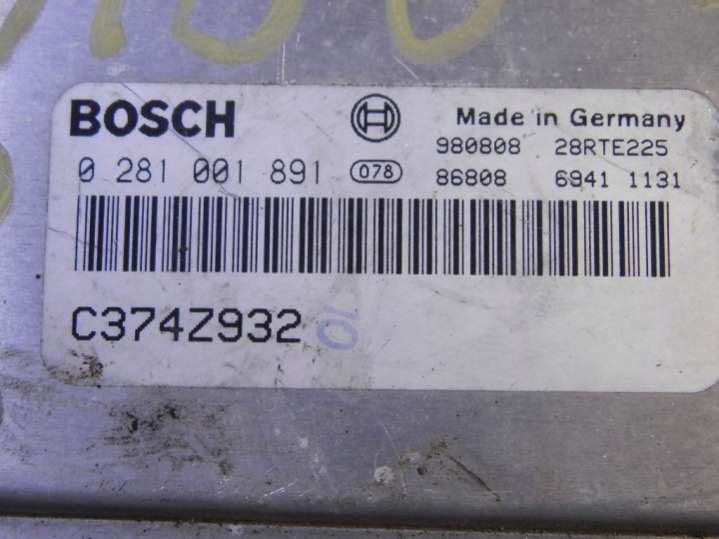 BOSCH
Made in Germany
980808 28RTE225
0 281 001 891 078 86808 6941 1131
C374Z932